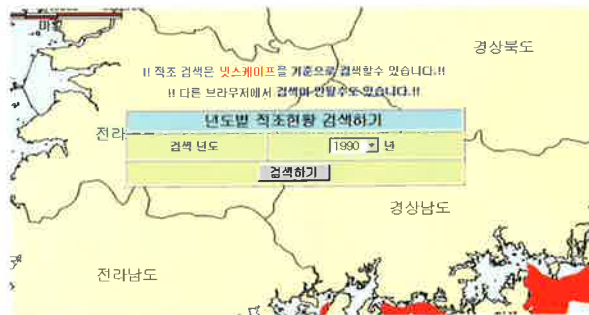 경상북도
!! 적조 검색은 넷스케이프을 기준으로 검색할수 있습니다.!!
!! 다른 브라우저에서 검색이 안될수도 있습니다.!!
년도별 적조현황 검색하기
검색 년도 1990 년
검색하기
경상남도
전라남도